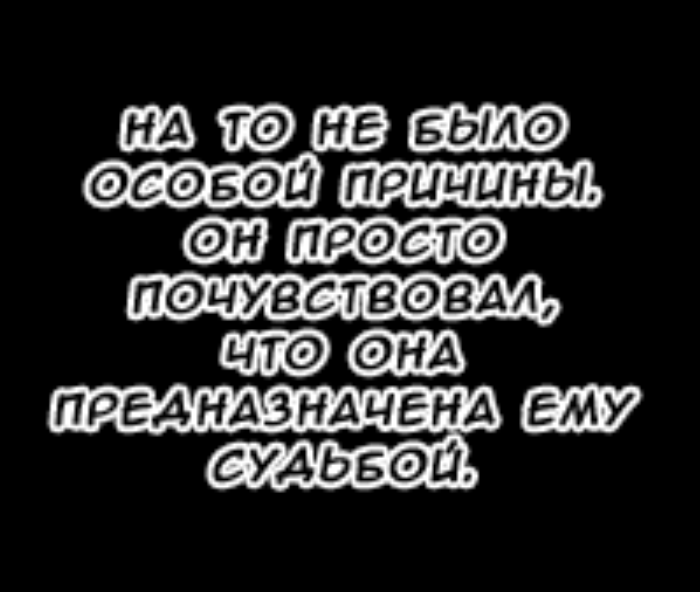 НА ТО НЕ БЫЛО
ОСОБОЙ ПРИЧИНЫ.
ОН ПРОСТО
ПОЧУВСТВОВАЛ,
ЧТО ОНА
ПРЕДНАЗНАЧЕНА ЕМУ
СУДЬБОЙ.